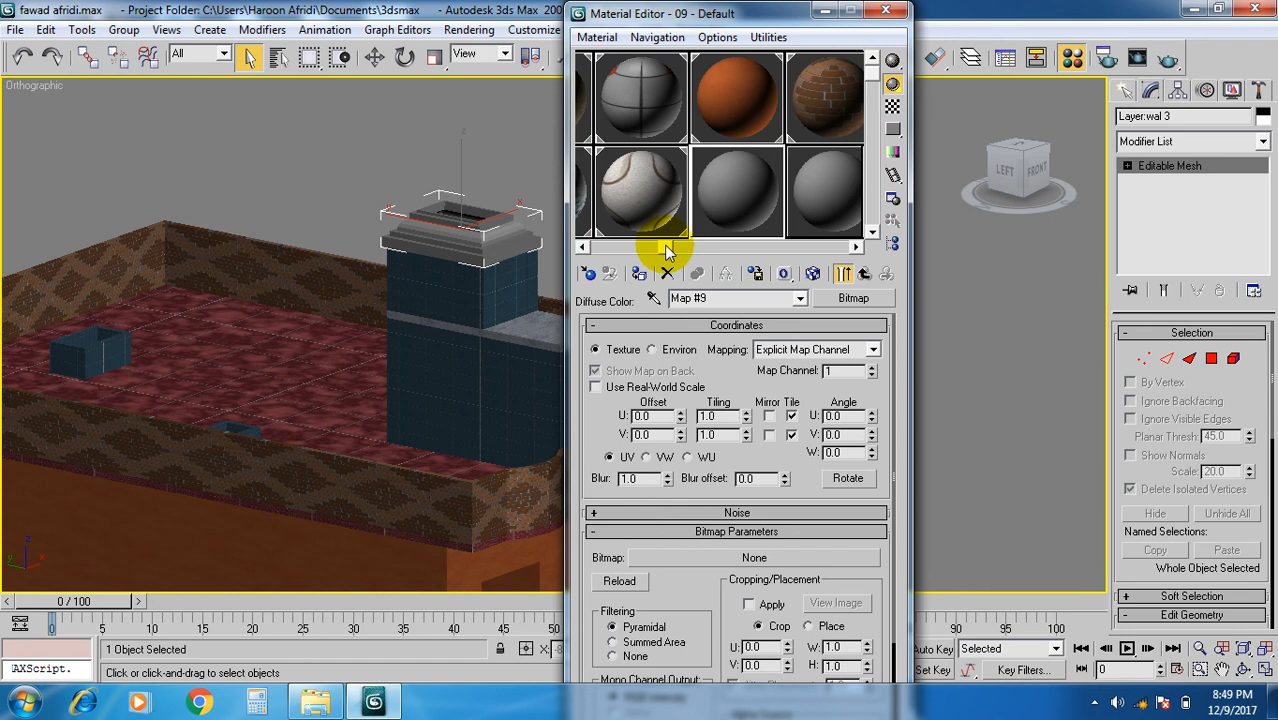 fawad afridi.max - Project Folder: C:\Users\Haroon Afridi\Documents\3dsmax - Autodesk 3ds Max 200
Material Editor - 09 - Default
File Edit Tools Group Views Create Modifiers Animation Graph Editors Rendering Customize
Material Navigation Options Utilities
All
View
Orthographic
z
x
LEFT FRONT
Layer:wal 3
Modifier List
Editable Mesh
Diffuse Color: Map #9 Bitmap
Coordinates
Texture Environ Mapping: Explicit Map Channel
Show Map on Back Map Channel: 1
Use Real-World Scale
Offset Tiling Mirror Tile Angle
U: 0.0 1.0 U: 0.0
V: 0.0 1.0 V: 0.0
W: 0.0
UV VW WU
Blur: 1.0 Blur offset: 0.0 Rotate
Noise
Bitmap Parameters
Bitmap: None
Reload
Cropping/Placement
Apply View Image
Crop Place
U: 0.0 W: 1.0
V: 0.0 H: 1.0
Filtering
Pyramidal
Summed Area
None
Mono Channel Output:
Selection
By Vertex
Ignore Backfacing
Ignore Visible Edges
Planar Thresh: 45.0
Show Normals
Scale: 20.0
Delete Isolated Vertices
Hide Unhide All
Named Selections:
Copy Paste
Whole Object Selected
Soft Selection
Edit Geometry
z
y x
0 / 100
0 5 10 15 20 25 30 35 40 45 50 90 95 100
1 Object Selected X:
AXScript. Click or click-and-drag to select objects
Auto Key Selected
Set Key Key Filters... 0
8:49 PM
12/9/2017